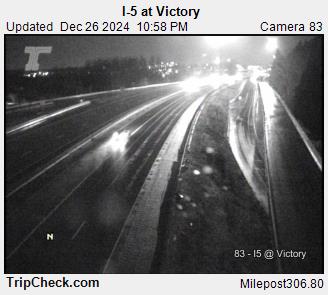 I-5 at Victory
Updated Dec 26 2024 10:58 PM Camera 83
N
83 - I5 @ Victory
TripCheck.com Milepost306.80